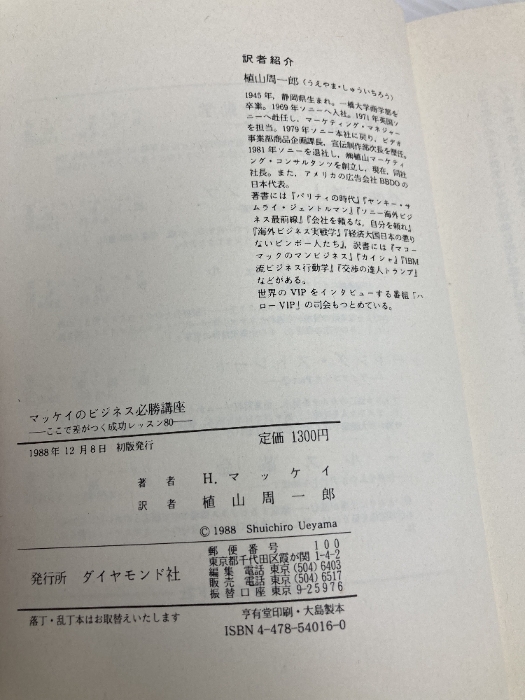 訳者紹介
植山周一郎(うえやま・しゅういちろう)
1945年，静岡県生まれ。一橋大学商学部を
卒業。1969年ソニーへ入社。1971年英国ソ
ニーへ赴任し，マーケティング・マネジャー
を担当。1979年ソニー本社に戻り，ビデオ
事業部商品企画課長，宣伝制作部次長を歴任。
1981年ソニーを退社し，㈱植山マーケティ
ング・コンサルタンツを創立し，現在，同社
社長。また，アメリカの広告会社BBDOの
日本代表。
著書には『パリティの時代』『ヤンキー・サ
ムライ・ジェントルマン』『ソニー海外ビジ
ネス最前線』『会社を頼るな，自分を頼れ』
『海外ビジネス実戦学』『経済大国日本の懲り
ないビンボー人たち』，訳書には『マコー
マックのマンビジネス』『カイシャ』『IBM
流ビジネス行動学』『交渉の達人トランプ』
などがある。
世界のVIPをインタビューする番組「ハ
ローVIP！」の司会もつとめている。
マッケイのビジネス必勝講座
——ここで差がつく成功レッスン80——
1988年12月8日 初版発行
定価 1300円
著者 H．マッケイ
訳者 植山周一郎
©1988 Shuichiro Ueyama
発行所 ダイヤモンド社
郵便番号 100
東京都千代田区霞が関1-4-2
編集 電話 東京(504)6403
販売 電話 東京(504)6517
振替口座 東京9-25976
落丁・乱丁本はお取替えいたします
亨有堂印刷・大島製本
ISBN 4-478-54016-0